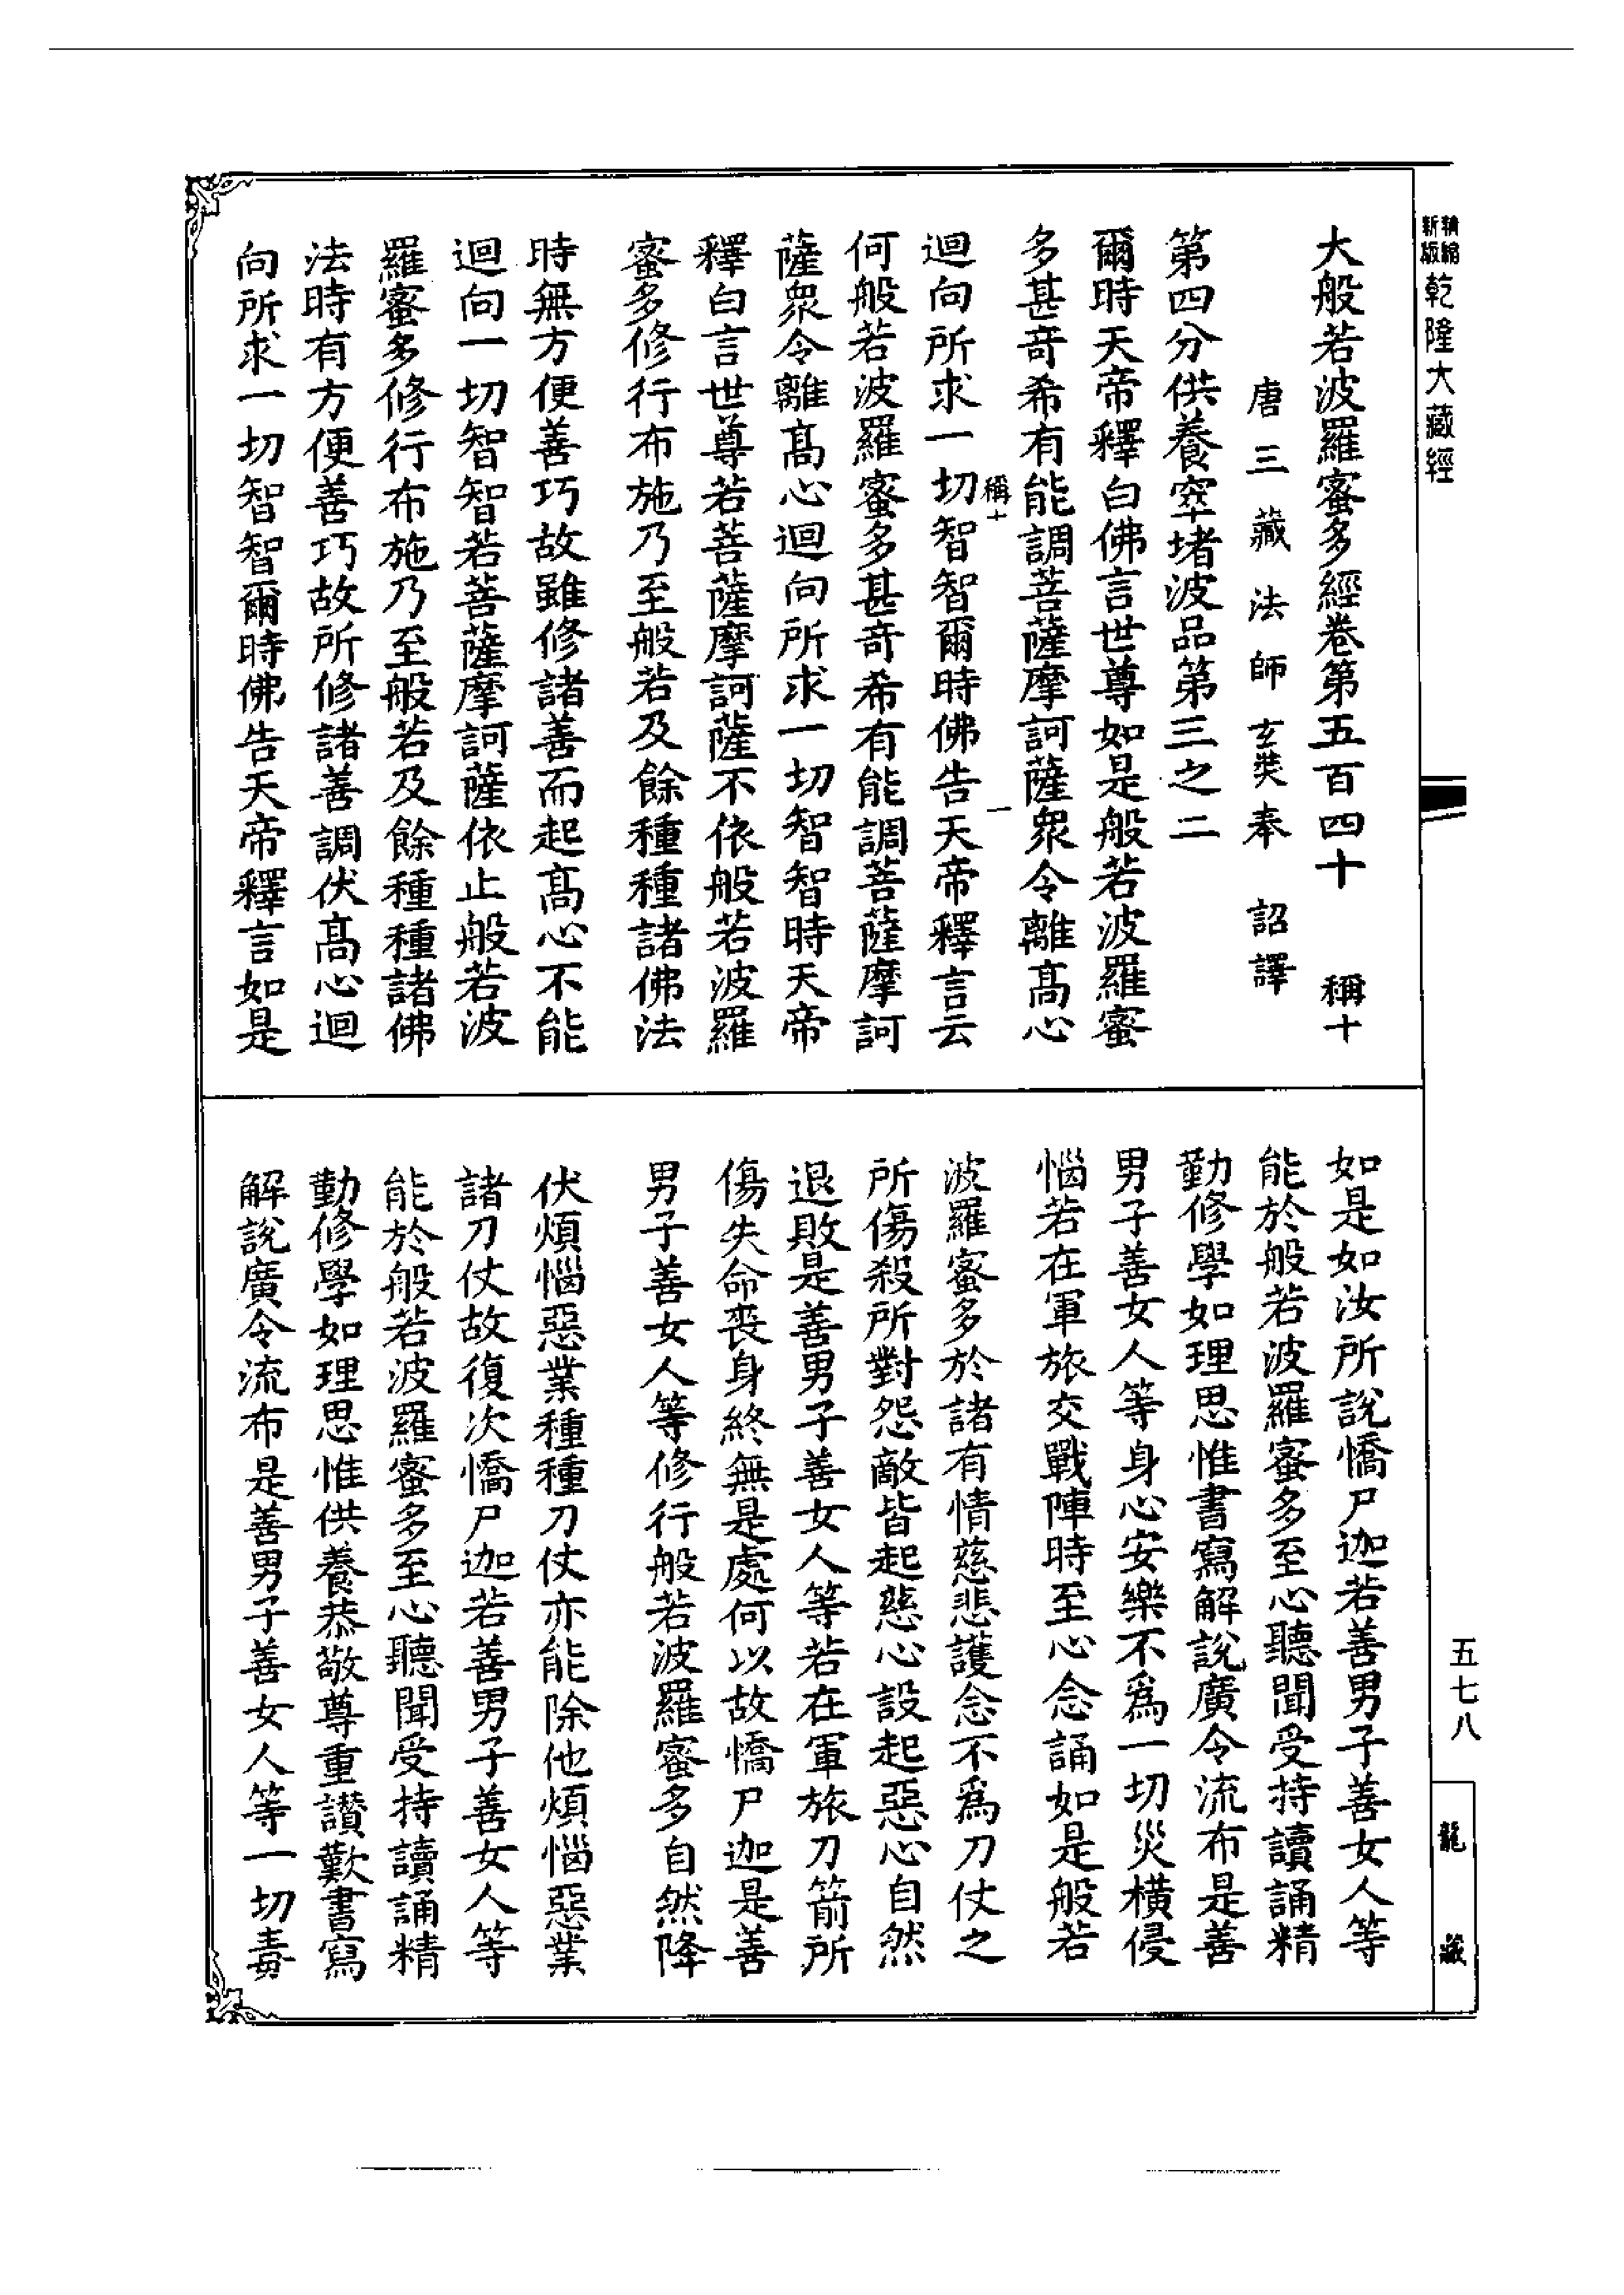 大般若波羅蜜多經卷第五百四十　稱十
唐三藏法師玄奘奉　詔譯
第四分供養窣堵波品第三之二
爾時天帝釋白佛言世尊如是般若波羅蜜
多甚奇希有能調菩薩摩訶薩眾令離髙心
稱十　一
迴向所求一切智智爾時佛告天帝釋言云
何般若波羅蜜多甚奇希有能調菩薩摩訶
薩眾令離髙心迴向所求一切智智時天帝
釋白言世尊若菩薩摩訶薩不依般若波羅
蜜多修行布施乃至般若及餘種種諸佛法
時無方便善巧故雖修諸善而起髙心不能
迴向一切智智若菩薩摩訶薩依止般若波
羅蜜多修行布施乃至般若及餘種種諸佛
法時有方便善巧故所修諸善調伏髙心迴
向所求一切智智爾時佛告天帝釋言如是
如是如汝所說憍尸迦若善男子善女人等
能於般若波羅蜜多至心聽聞受持讀誦精
勤修學如理思惟書寫解說廣令流布是善
男子善女人等身心安樂不爲一切災橫侵
惱若在軍旅交戰陣時至心念誦如是般若
波羅蜜多於諸有情慈悲護念不爲刀仗之
所傷殺所對怨敵皆起慈心設起惡心自然
退敗是善男子善女人等若在軍旅刀箭所
傷失命喪身終無是處何以故憍尸迦是善
男子善女人等修行般若波羅蜜多自然降
伏煩惱惡業種種刀仗亦能除他煩惱惡業
諸刀仗故復次憍尸迦若善男子善女人等
能於般若波羅蜜多至心聽聞受持讀誦精
勤修學如理思惟供養恭敬尊重讚歎書寫
解說廣令流布是善男子善女人等一切毒
新版精縮乾隆大藏經
五七八
龍藏